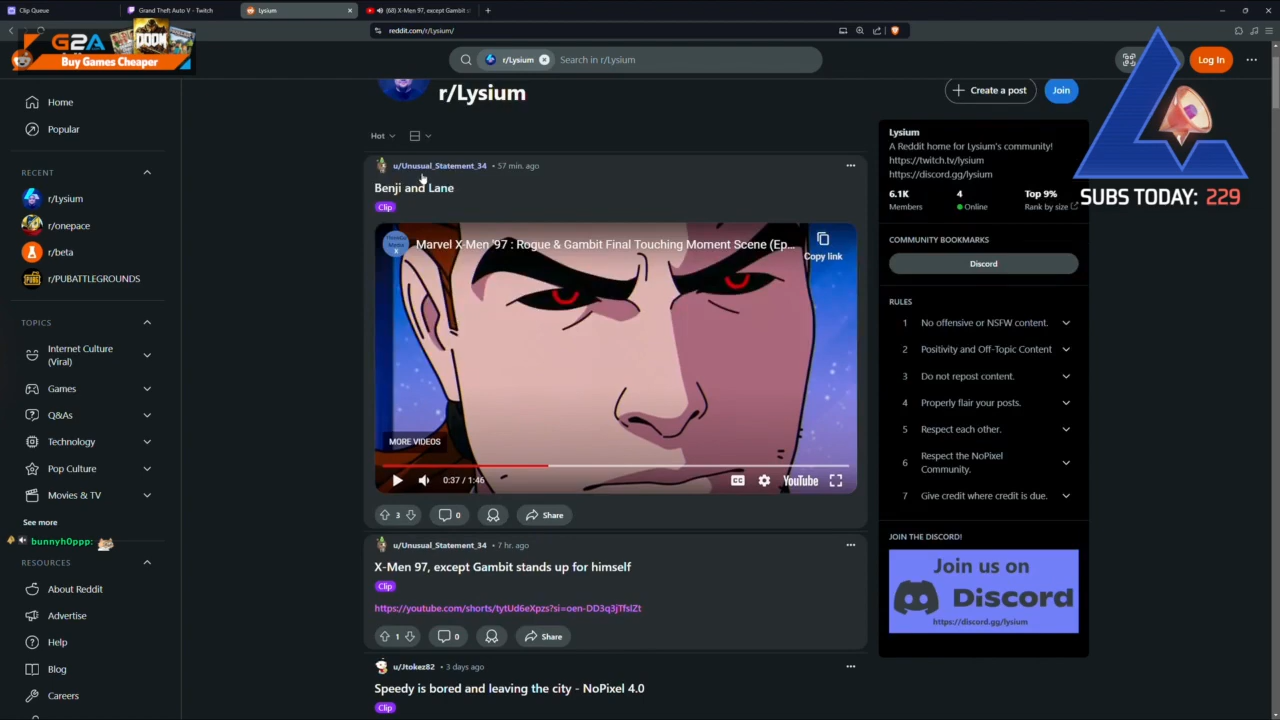 Clip Queue
Grand Theft Auto V - Twitch
Lysium
(68) X-Men 97, except Gambit s
reddit.com/r/Lysium/
G2A
Buy Games Cheaper
DOOM
r/Lysium
Search in r/Lysium
Log In
Home
Popular
RECENT
r/Lysium
r/onepace
r/beta
r/PUBATTLEGROUNDS
TOPICS
Internet Culture
(Viral)
Games
Q&As
Technology
Pop Culture
Movies & TV
See more
bunnyh0ppp:
RESOURCES
About Reddit
Advertise
Help
Blog
Careers
r/Lysium
Create a post
Join
Hot
u/Unusual_Statement_34 • 57 min. ago
Benji and Lane
Clip
Marvel X-Men '97 : Rogue & Gambit Final Touching Moment Scene (Ep...
Copy link
MORE VIDEOS
0:37 / 1:46
CC
YouTube
3
0
Share
u/Unusual_Statement_34 • 7 hr. ago
X-Men 97, except Gambit stands up for himself
Clip
https://youtube.com/shorts/tytUd6eXpzs?si=oen-DD3q3jTfslZt
1
0
Share
u/Jtokez82 • 3 days ago
Speedy is bored and leaving the city - NoPixel 4.0
Clip
Lysium
A Reddit home for Lysium's community!
https://twitch.tv/lysium
https://discord.gg/lysium
6.1K
Members
4
Online
Top 9%
Rank by size
COMMUNITY BOOKMARKS
Discord
RULES
1 No offensive or NSFW content.
2 Positivity and Off-Topic Content
3 Do not repost content.
4 Properly flair your posts.
5 Respect each other.
6 Respect the NoPixel
Community.
7 Give credit where credit is due.
JOIN THE DISCORD!
Join us on
Discord
https://discord.gg/lysium
SUBS TODAY: 229